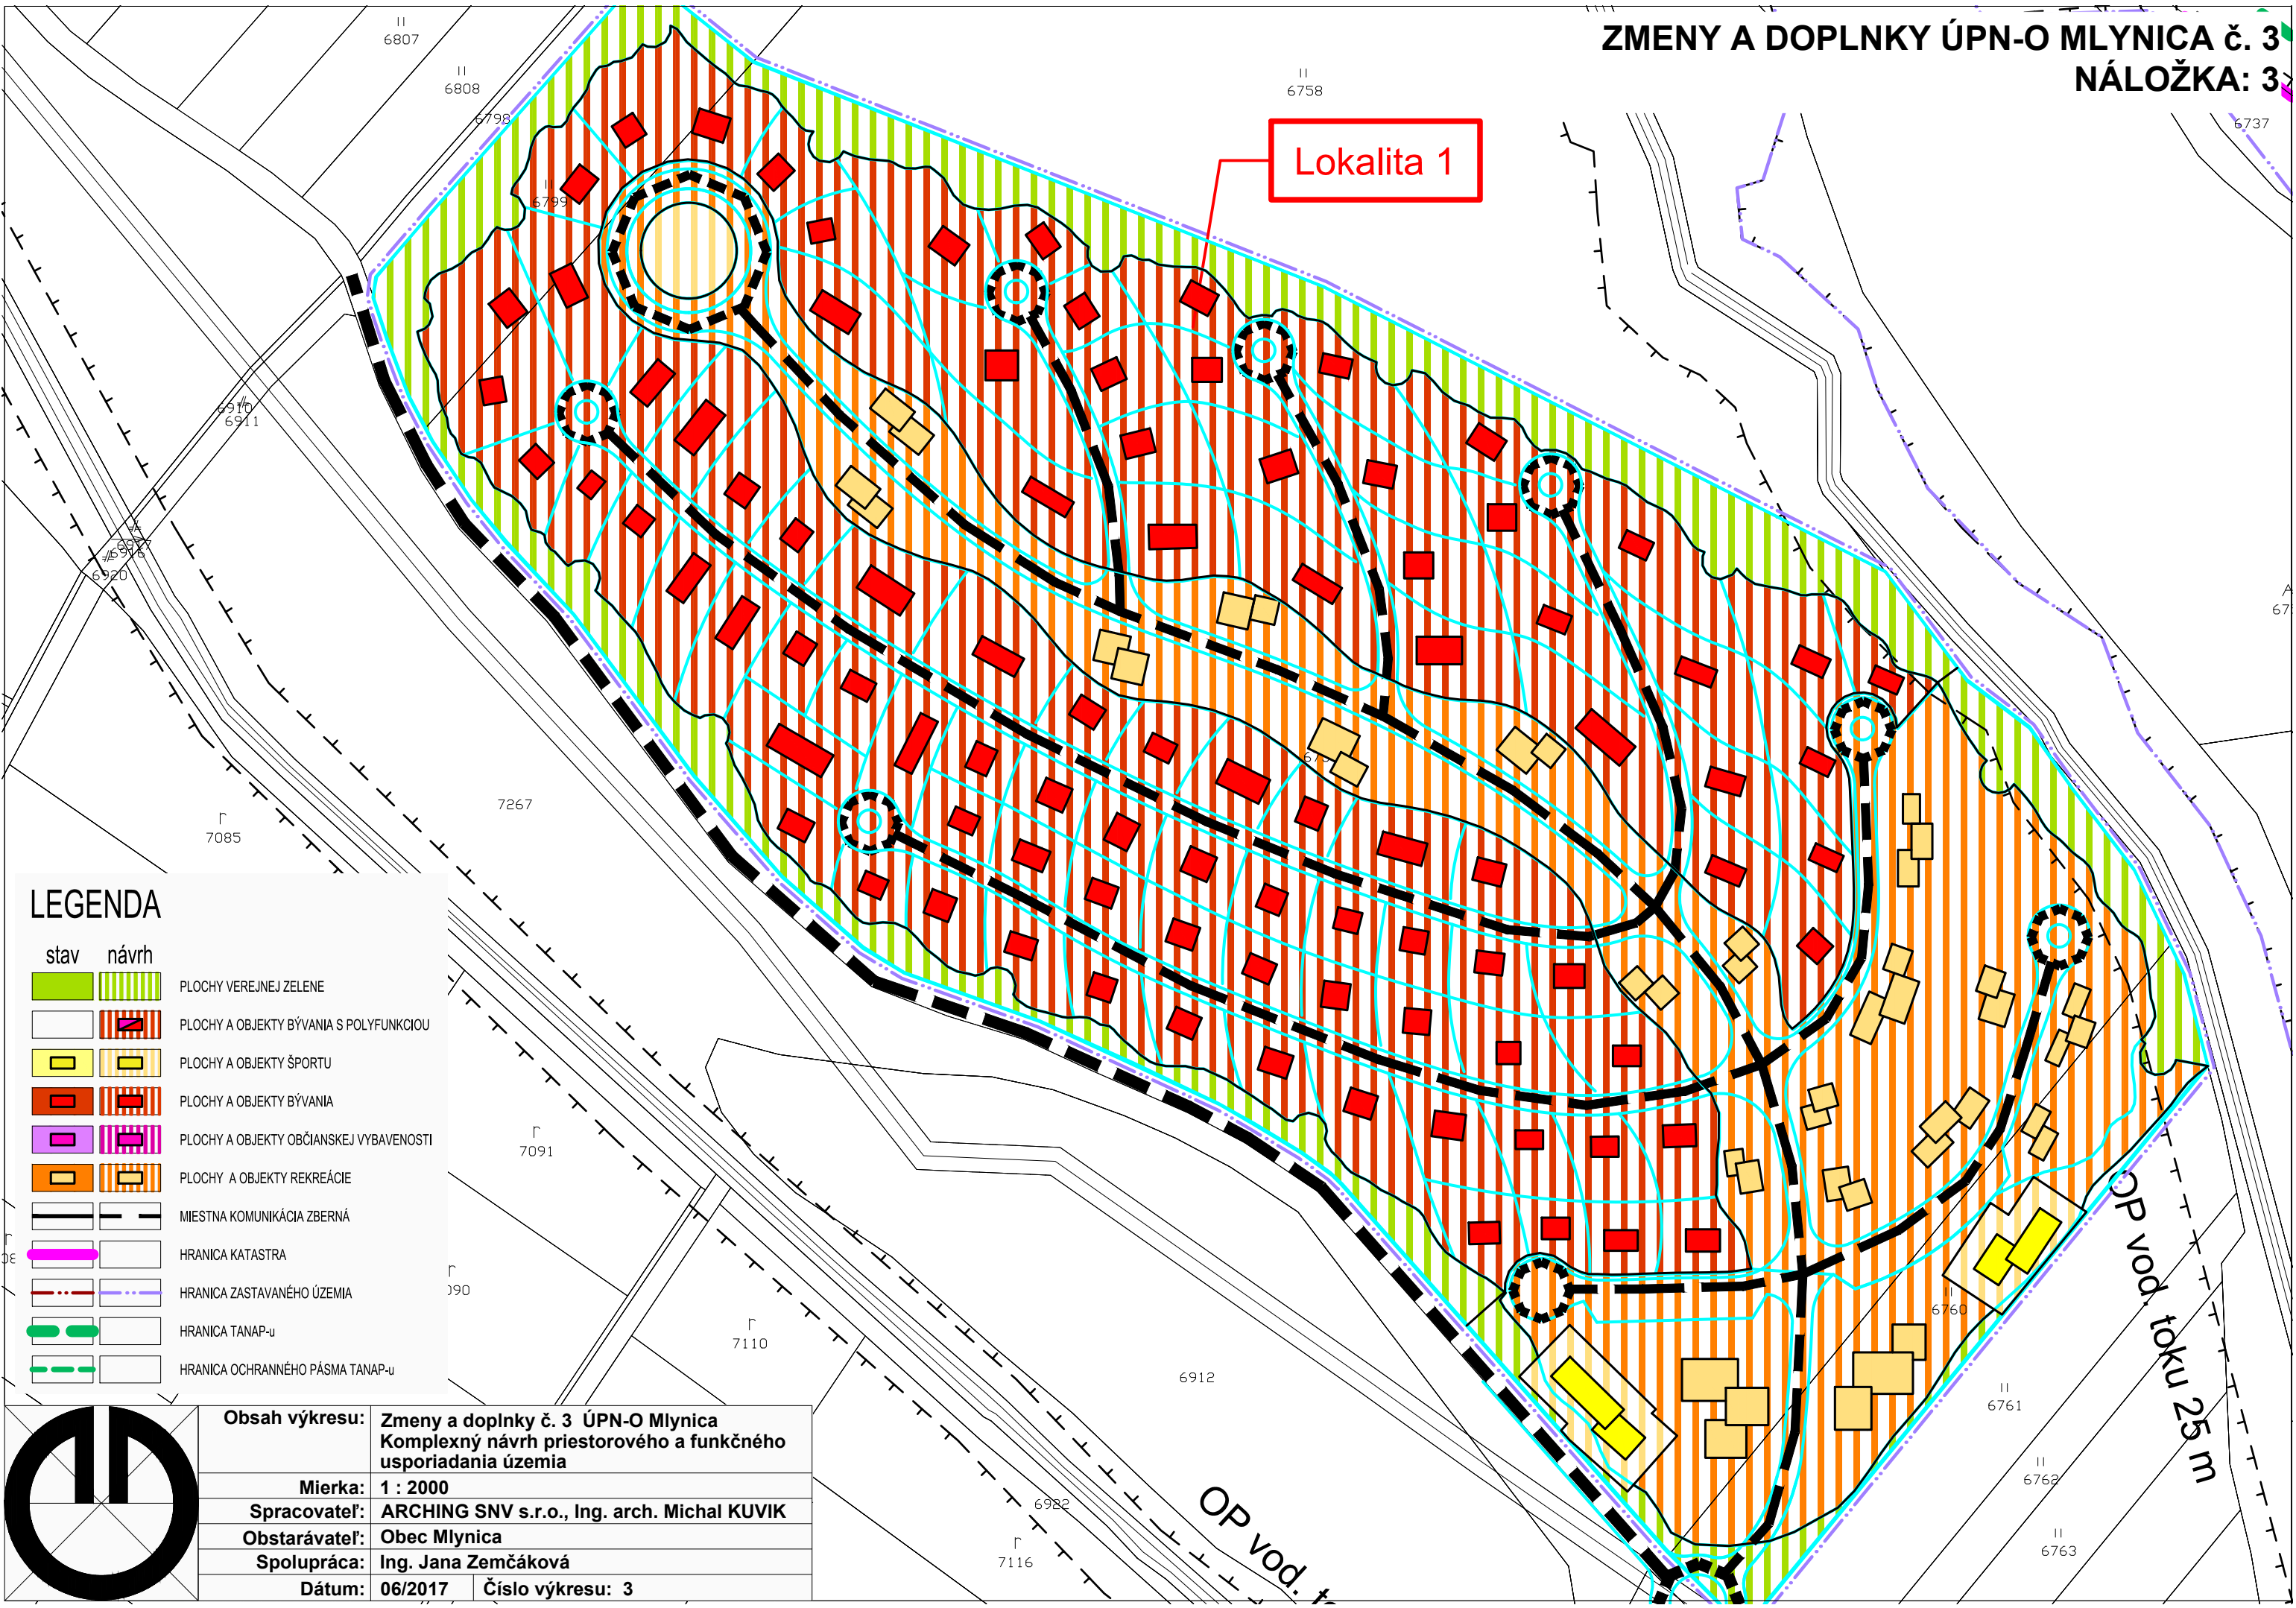 ZMENY A DOPLNKY ÚPN-O MLYNICA č. 3
NÁLOŽKA: 3
6807
6808
6798
6799
6758
6737
Lokalita 1
6910
6911
6920
7267
7085
7091
7110
6912
6922
7116
6760
6761
6762
6763
OP vod. toku 25 m
OP vod.
LEGENDA
stav návrh
PLOCHY VEREJNEJ ZELENE
PLOCHY A OBJEKTY BÝVANIA S POLYFUNKCIOU
PLOCHY A OBJEKTY ŠPORTU
PLOCHY A OBJEKTY BÝVANIA
PLOCHY A OBJEKTY OBČIANSKEJ VYBAVENOSTI
PLOCHY A OBJEKTY REKREÁCIE
MIESTNA KOMUNIKÁCIA ZBERNÁ
HRANICA KATASTRA
HRANICA ZASTAVANÉHO ÚZEMIA
HRANICA TANAP-u
HRANICA OCHRANNÉHO PÁSMA TANAP-u
Obsah výkresu: Zmeny a doplnky č. 3 ÚPN-O Mlynica
Komplexný návrh priestorového a funkčného
usporiadania územia
Mierka: 1 : 2000
Spracovateľ: ARCHING SNV s.r.o., Ing. arch. Michal KUVIK
Obstarávateľ: Obec Mlynica
Spolupráca: Ing. Jana Zemčáková
Dátum: 06/2017 Číslo výkresu: 3